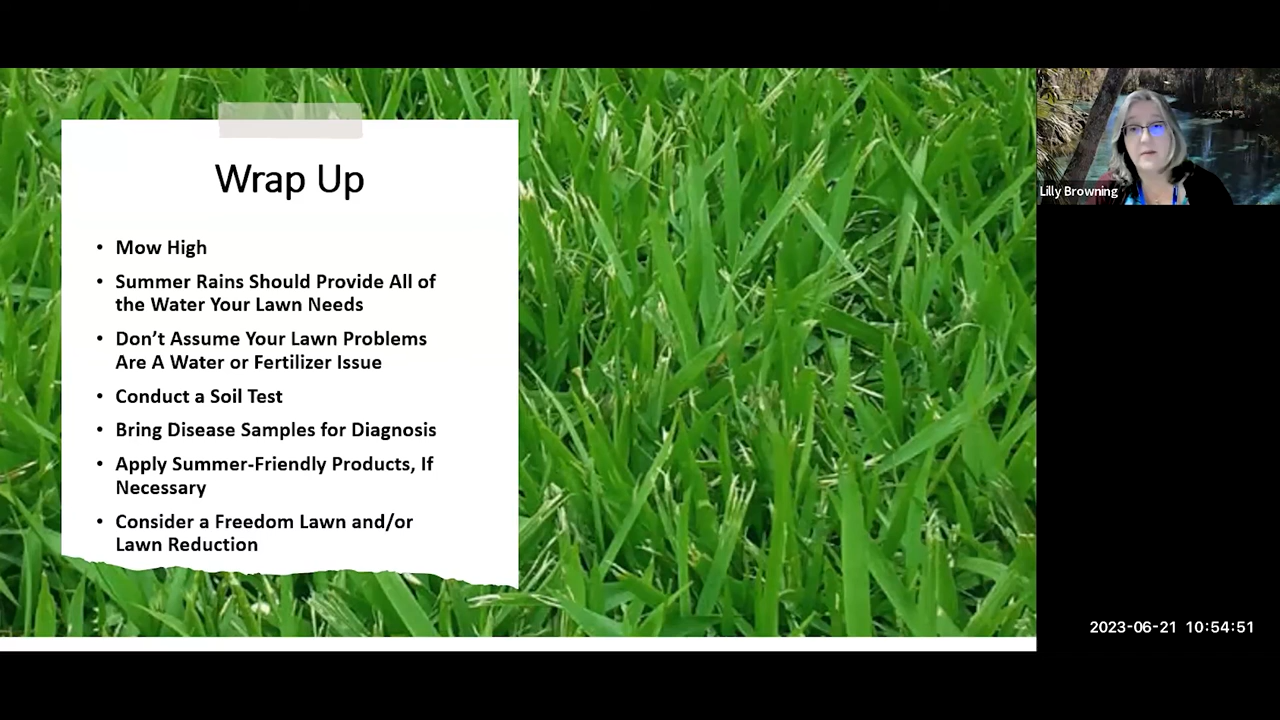 Wrap Up
• Mow High
• Summer Rains Should Provide All of
the Water Your Lawn Needs
• Don’t Assume Your Lawn Problems
Are A Water or Fertilizer Issue
• Conduct a Soil Test
• Bring Disease Samples for Diagnosis
• Apply Summer-Friendly Products, If
Necessary
• Consider a Freedom Lawn and/or
Lawn Reduction
Lilly Browning
2023-06-21 10:54:51